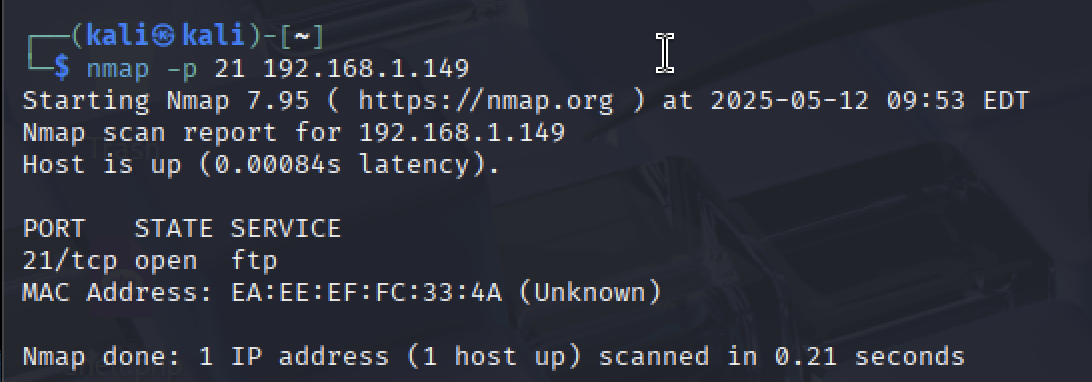 ┌──(kali㉿kali)-[~]
└─$ nmap -p 21 192.168.1.149
Starting Nmap 7.95 ( https://nmap.org ) at 2025-05-12 09:53 EDT
Nmap scan report for 192.168.1.149
Host is up (0.00084s latency).

PORT   STATE SERVICE
21/tcp open  ftp
MAC Address: EA:EE:EF:FC:33:4A (Unknown)

Nmap done: 1 IP address (1 host up) scanned in 0.21 seconds